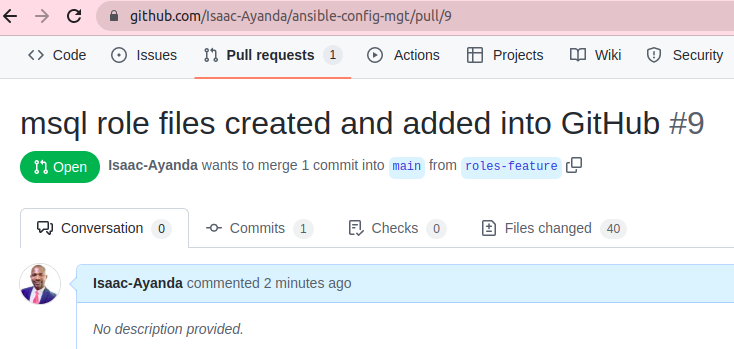 github.com/Isaac-Ayanda/ansible-config-mgt/pull/9
Code Issues Pull requests 1 Actions Projects Wiki Security
msql role files created and added into GitHub #9
Open Isaac-Ayanda wants to merge 1 commit into main from roles-feature
Conversation 0 Commits 1 Checks 0 Files changed 40
Isaac-Ayanda commented 2 minutes ago
No description provided.